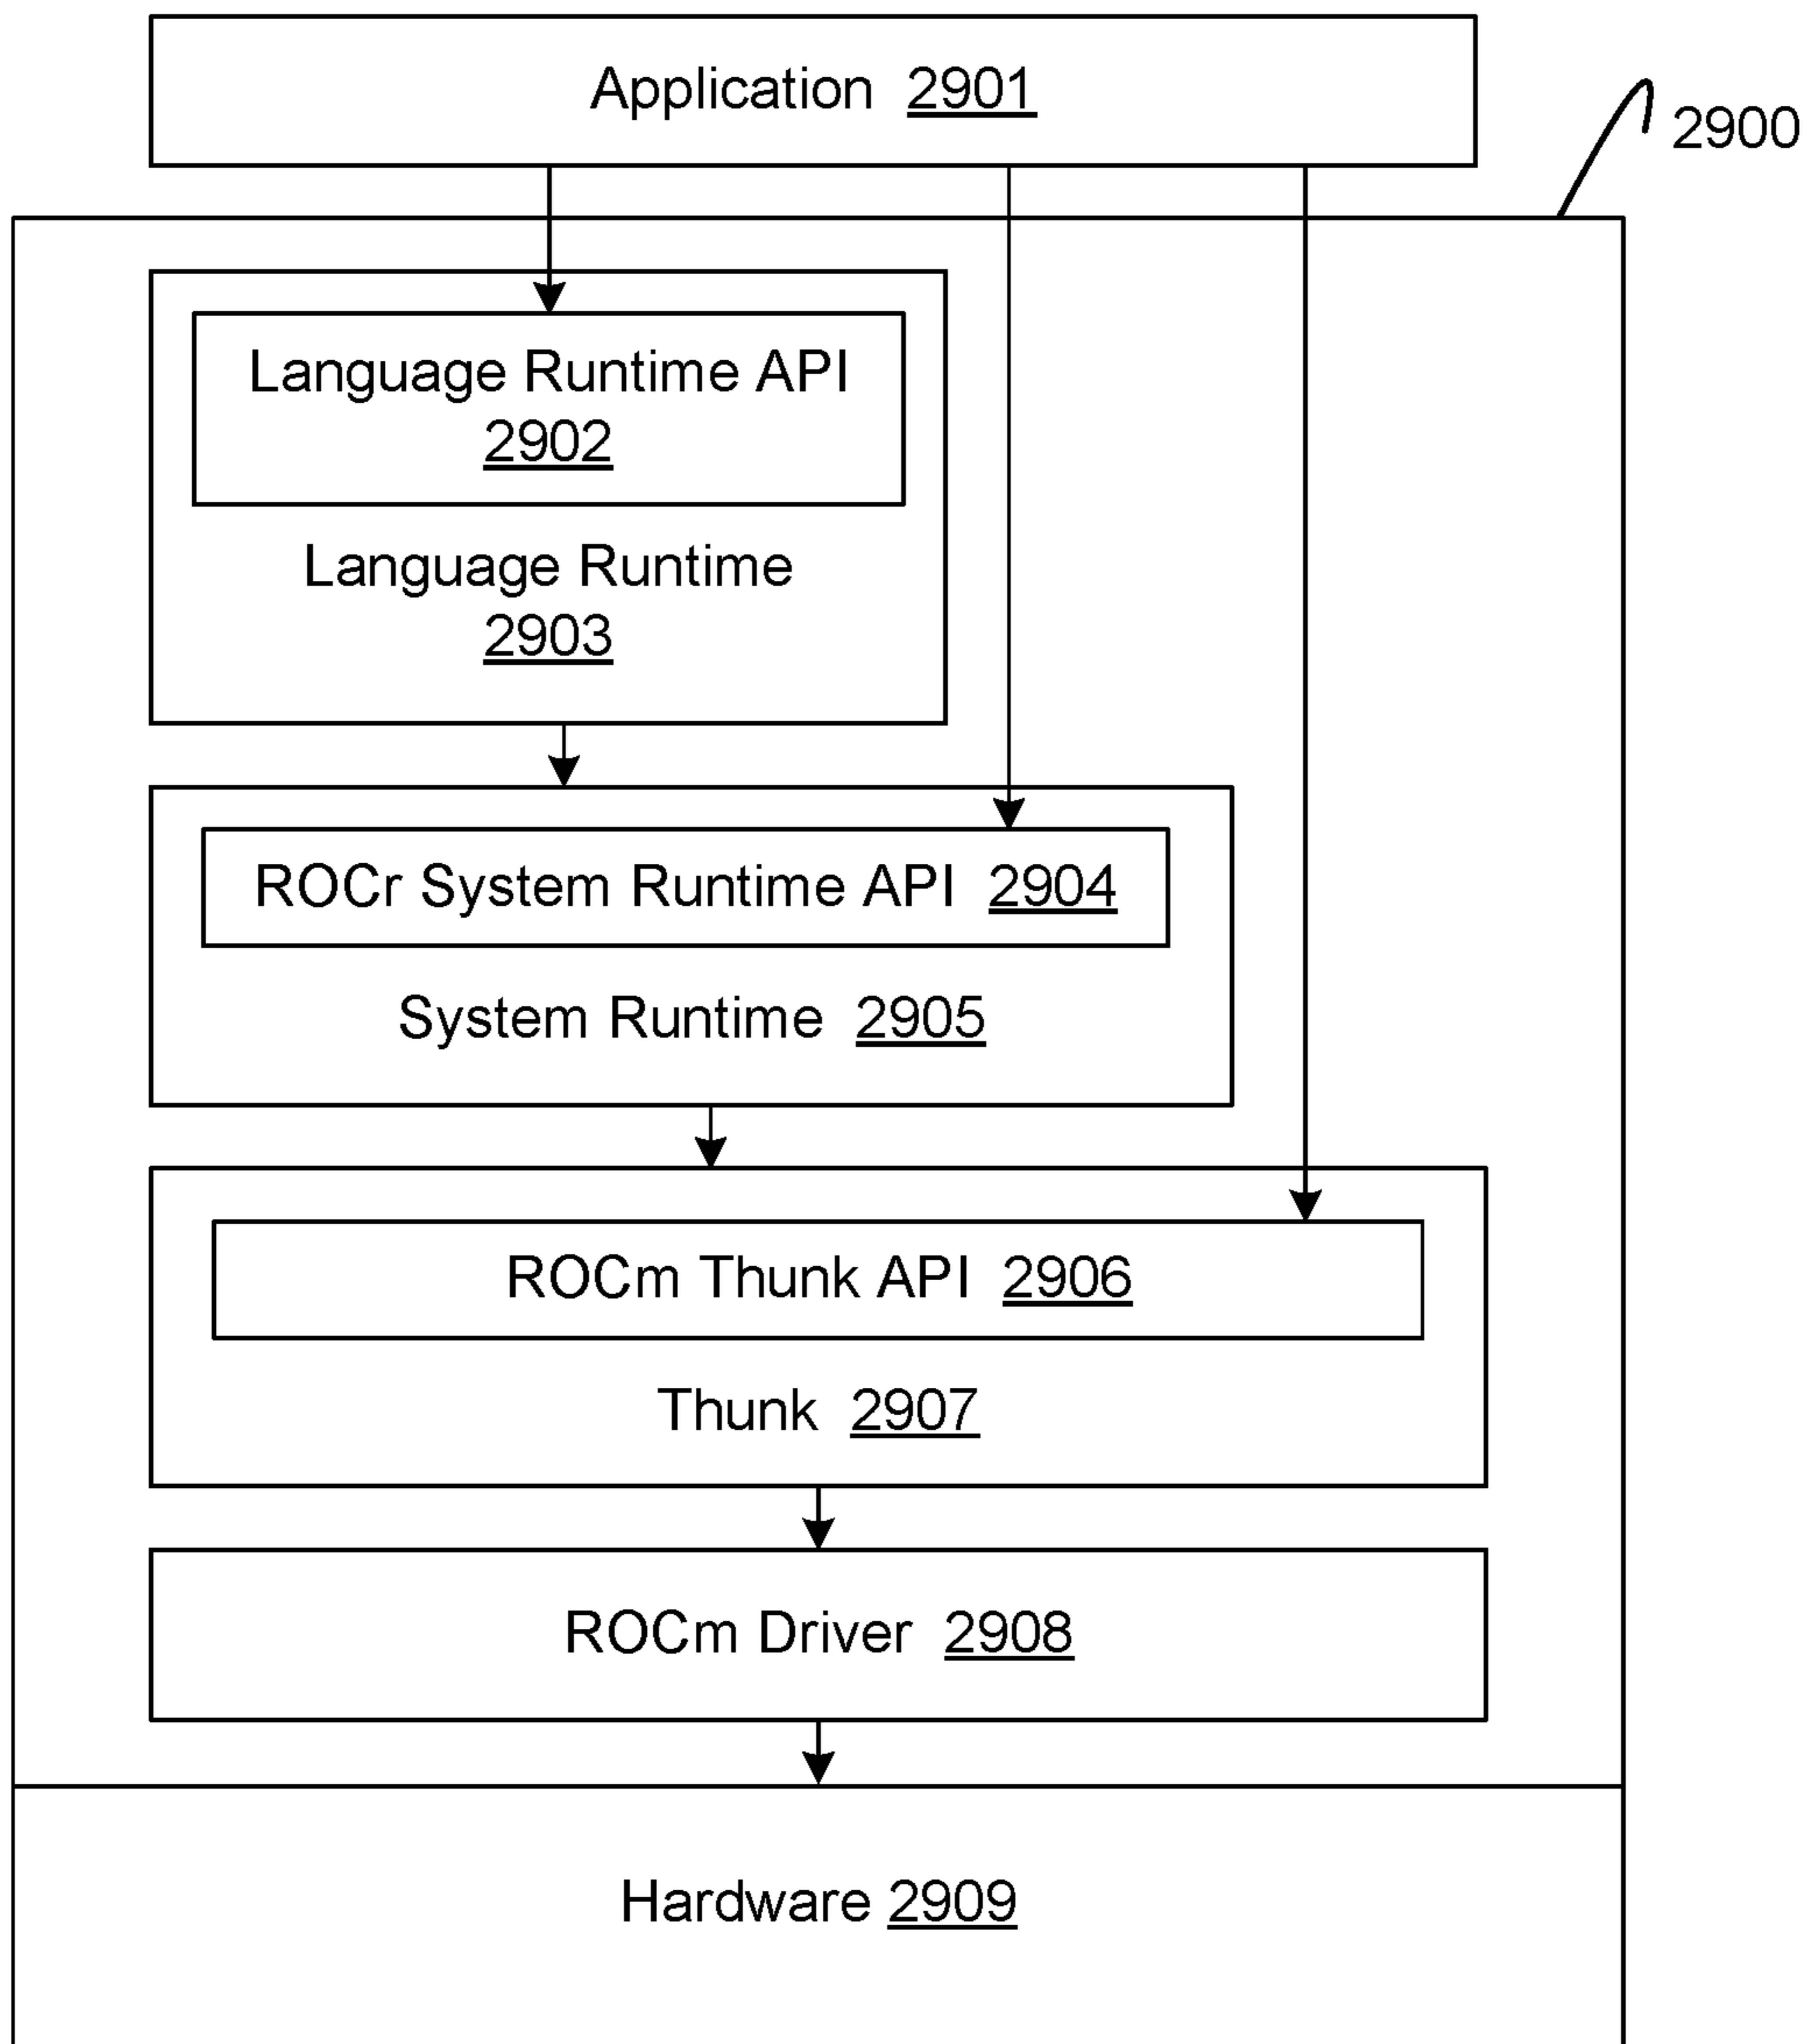 Application 2901
2900
Language Runtime API
2902
Language Runtime
2903
ROCr System Runtime API 2904
System Runtime 2905
ROCm Thunk API 2906
Thunk 2907
ROCm Driver 2908
Hardware 2909